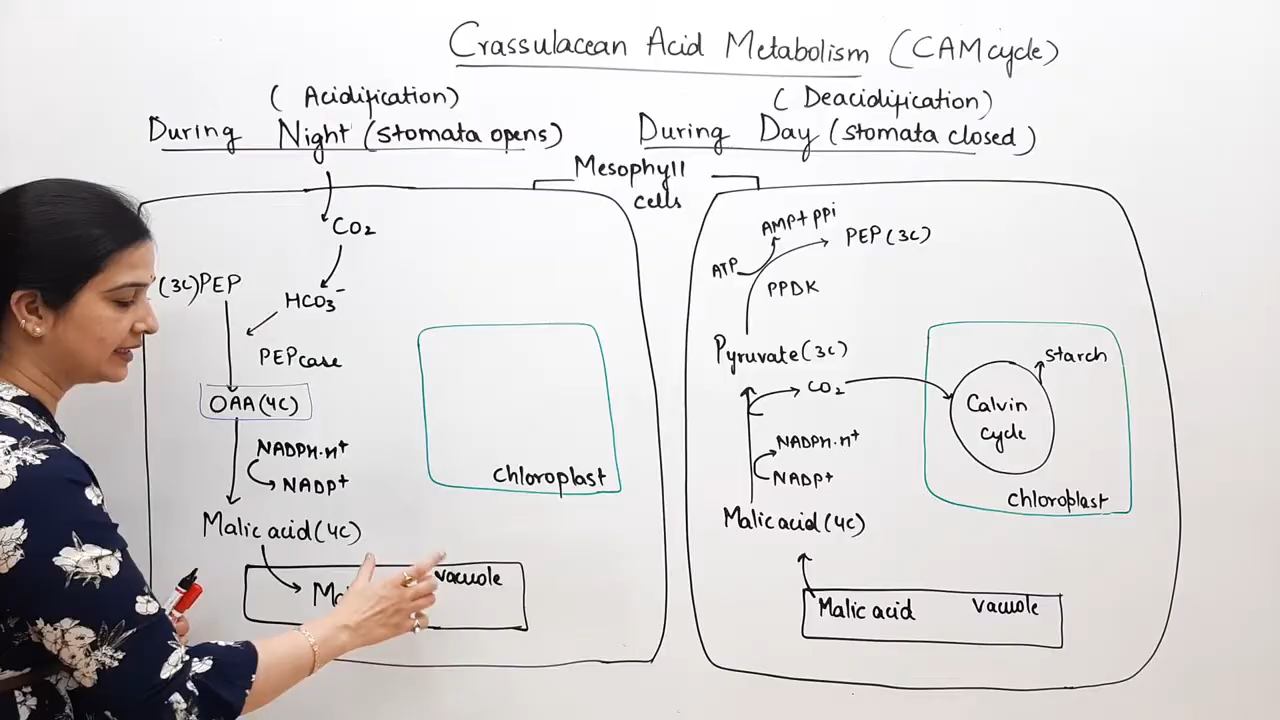 Crassulacean Acid Metabolism (CAM cycle)
(Acidification)
During Night (stomata opens)
(Deacidification)
During Day (stomata closed)
Mesophyll
cells
CO2
(3C)PEP
HCO3-
PEPcase
OAA(4C)
NADPH.H+
NADP+
Malic acid(4C)
vacuole
chloroplast
AMP+PPi
PEP(3C)
ATP
PPDK
Pyruvate(3C)
CO2
NADPH.H+
NADP+
Malic acid(4C)
Malic acid
vacuole
starch
Calvin
cycle
chloroplast